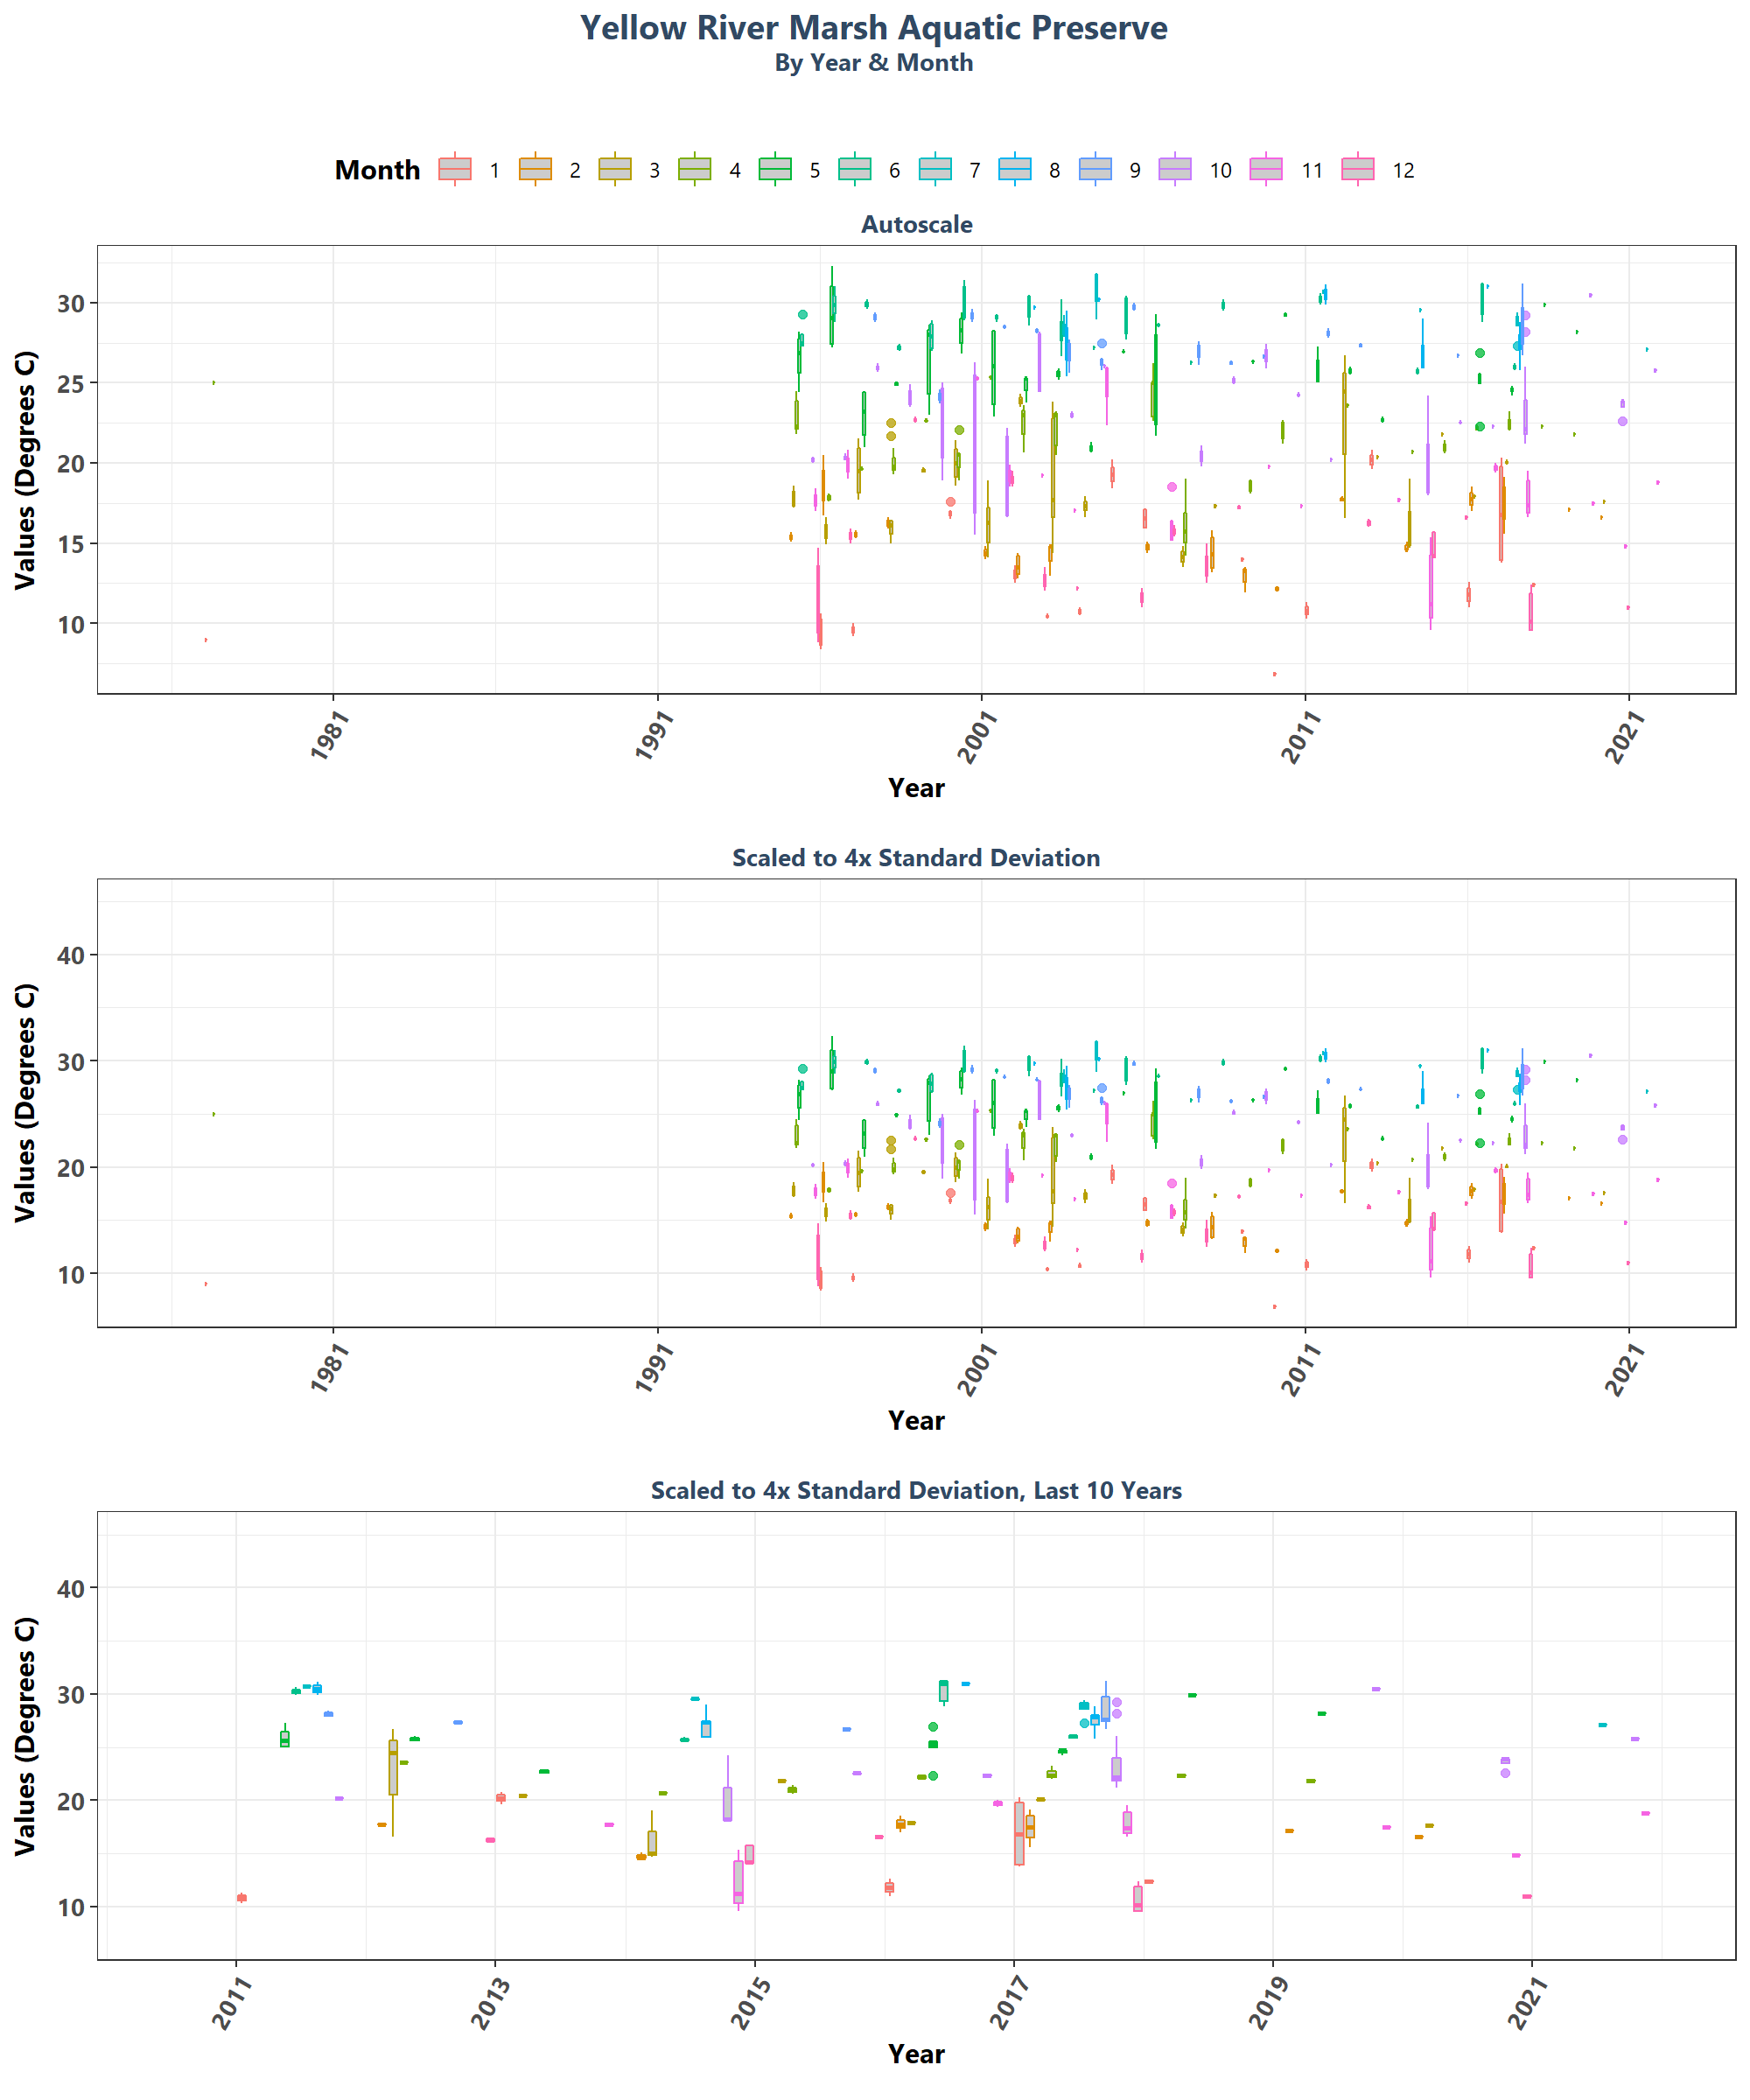 Yellow River Marsh Aquatic Preserve
By Year & Month
Month 1 2 3 4 5 6 7 8 9 10 11 12
Autoscale
Values (Degrees C)
30
25
20
15
10
1981 1991 2001 2011 2021
Year
Scaled to 4x Standard Deviation
Values (Degrees C)
40
30
20
10
1981 1991 2001 2011 2021
Year
Scaled to 4x Standard Deviation, Last 10 Years
Values (Degrees C)
40
30
20
10
2011 2013 2015 2017 2019 2021
Year